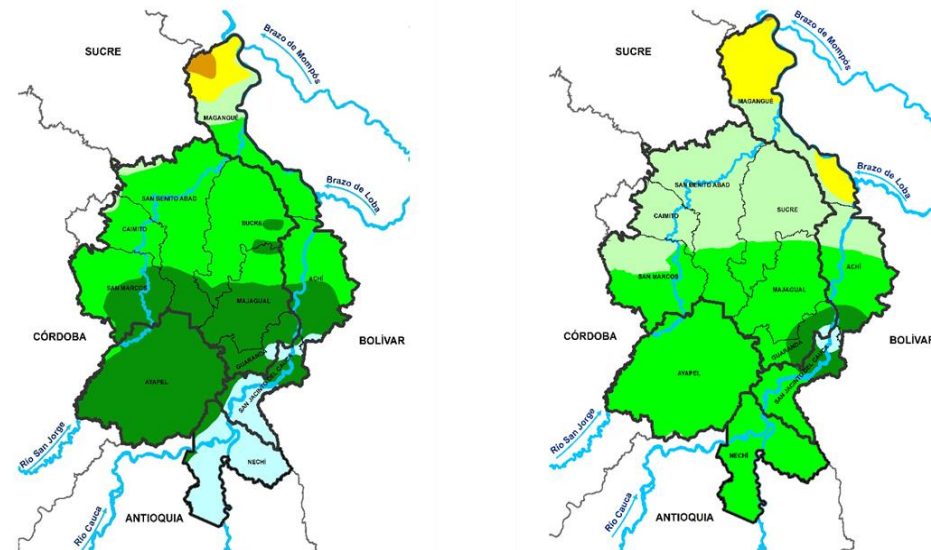 SUCRE
Brazo de Mompós
MAGANGUÉ
Brazo de Loba
SAN BENITO ABAD
CAIMITO
SUCRE
SAN MARCOS
ACHÍ
MAJAGUAL
CÓRDOBA
BOLÍVAR
GUARANDA
AYAPEL
SAN JACINTO DEL CAUCA
Río San Jorge
NECHÍ
Río Cauca
ANTIOQUIA
SUCRE
Brazo de Mompós
MAGANGUÉ
Brazo de Loba
SAN BENITO ABAD
CAIMITO
SUCRE
SAN MARCOS
ACHÍ
MAJAGUAL
CÓRDOBA
BOLÍVAR
GUARANDA
AYAPEL
SAN JACINTO DEL CAUCA
Río San Jorge
NECHÍ
Río Cauca
ANTIOQUIA